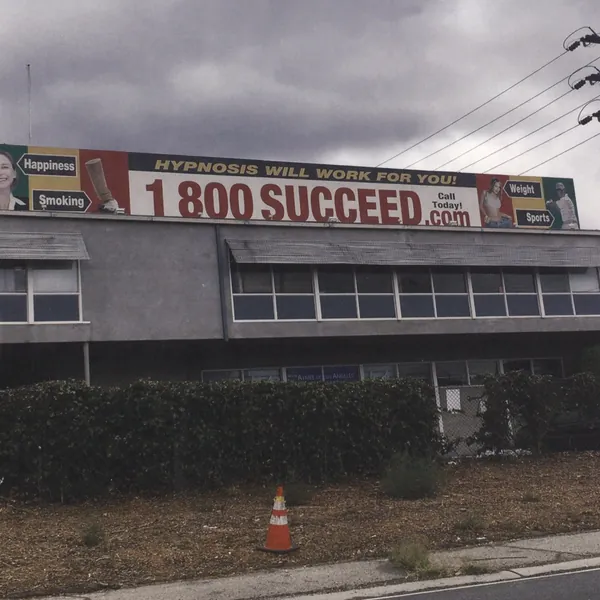 Happiness
Smoking
HYPNOSIS WILL WORK FOR YOU!
1 800 SUCCEED.com
Call
Today!
Weight
Sports